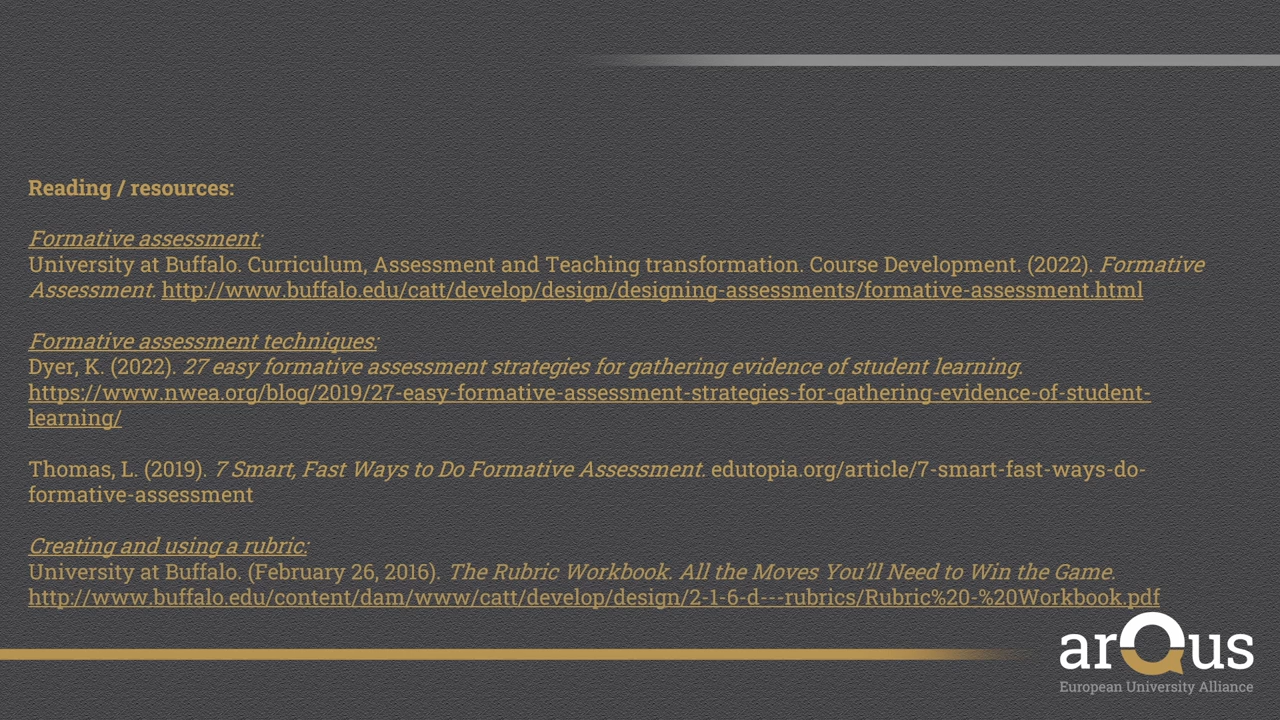 Reading / resources:
Formative assessment:
University at Buffalo. Curriculum, Assessment and Teaching transformation. Course Development. (2022). Formative
Assessment. http://www.buffalo.edu/catt/develop/design/designing-assessments/formative-assessment.html
Formative assessment techniques:
Dyer, K. (2022). 27 easy formative assessment strategies for gathering evidence of student learning.
https://www.nwea.org/blog/2019/27-easy-formative-assessment-strategies-for-gathering-evidence-of-student-
learning/
Thomas, L. (2019). 7 Smart, Fast Ways to Do Formative Assessment. edutopia.org/article/7-smart-fast-ways-do-
formative-assessment
Creating and using a rubric:
University at Buffalo. (February 26, 2016). The Rubric Workbook. All the Moves You’ll Need to Win the Game.
http://www.buffalo.edu/content/dam/www/catt/develop/design/2-1-6-d---rubrics/Rubric%20-%20Workbook.pdf
arQus
European University Alliance